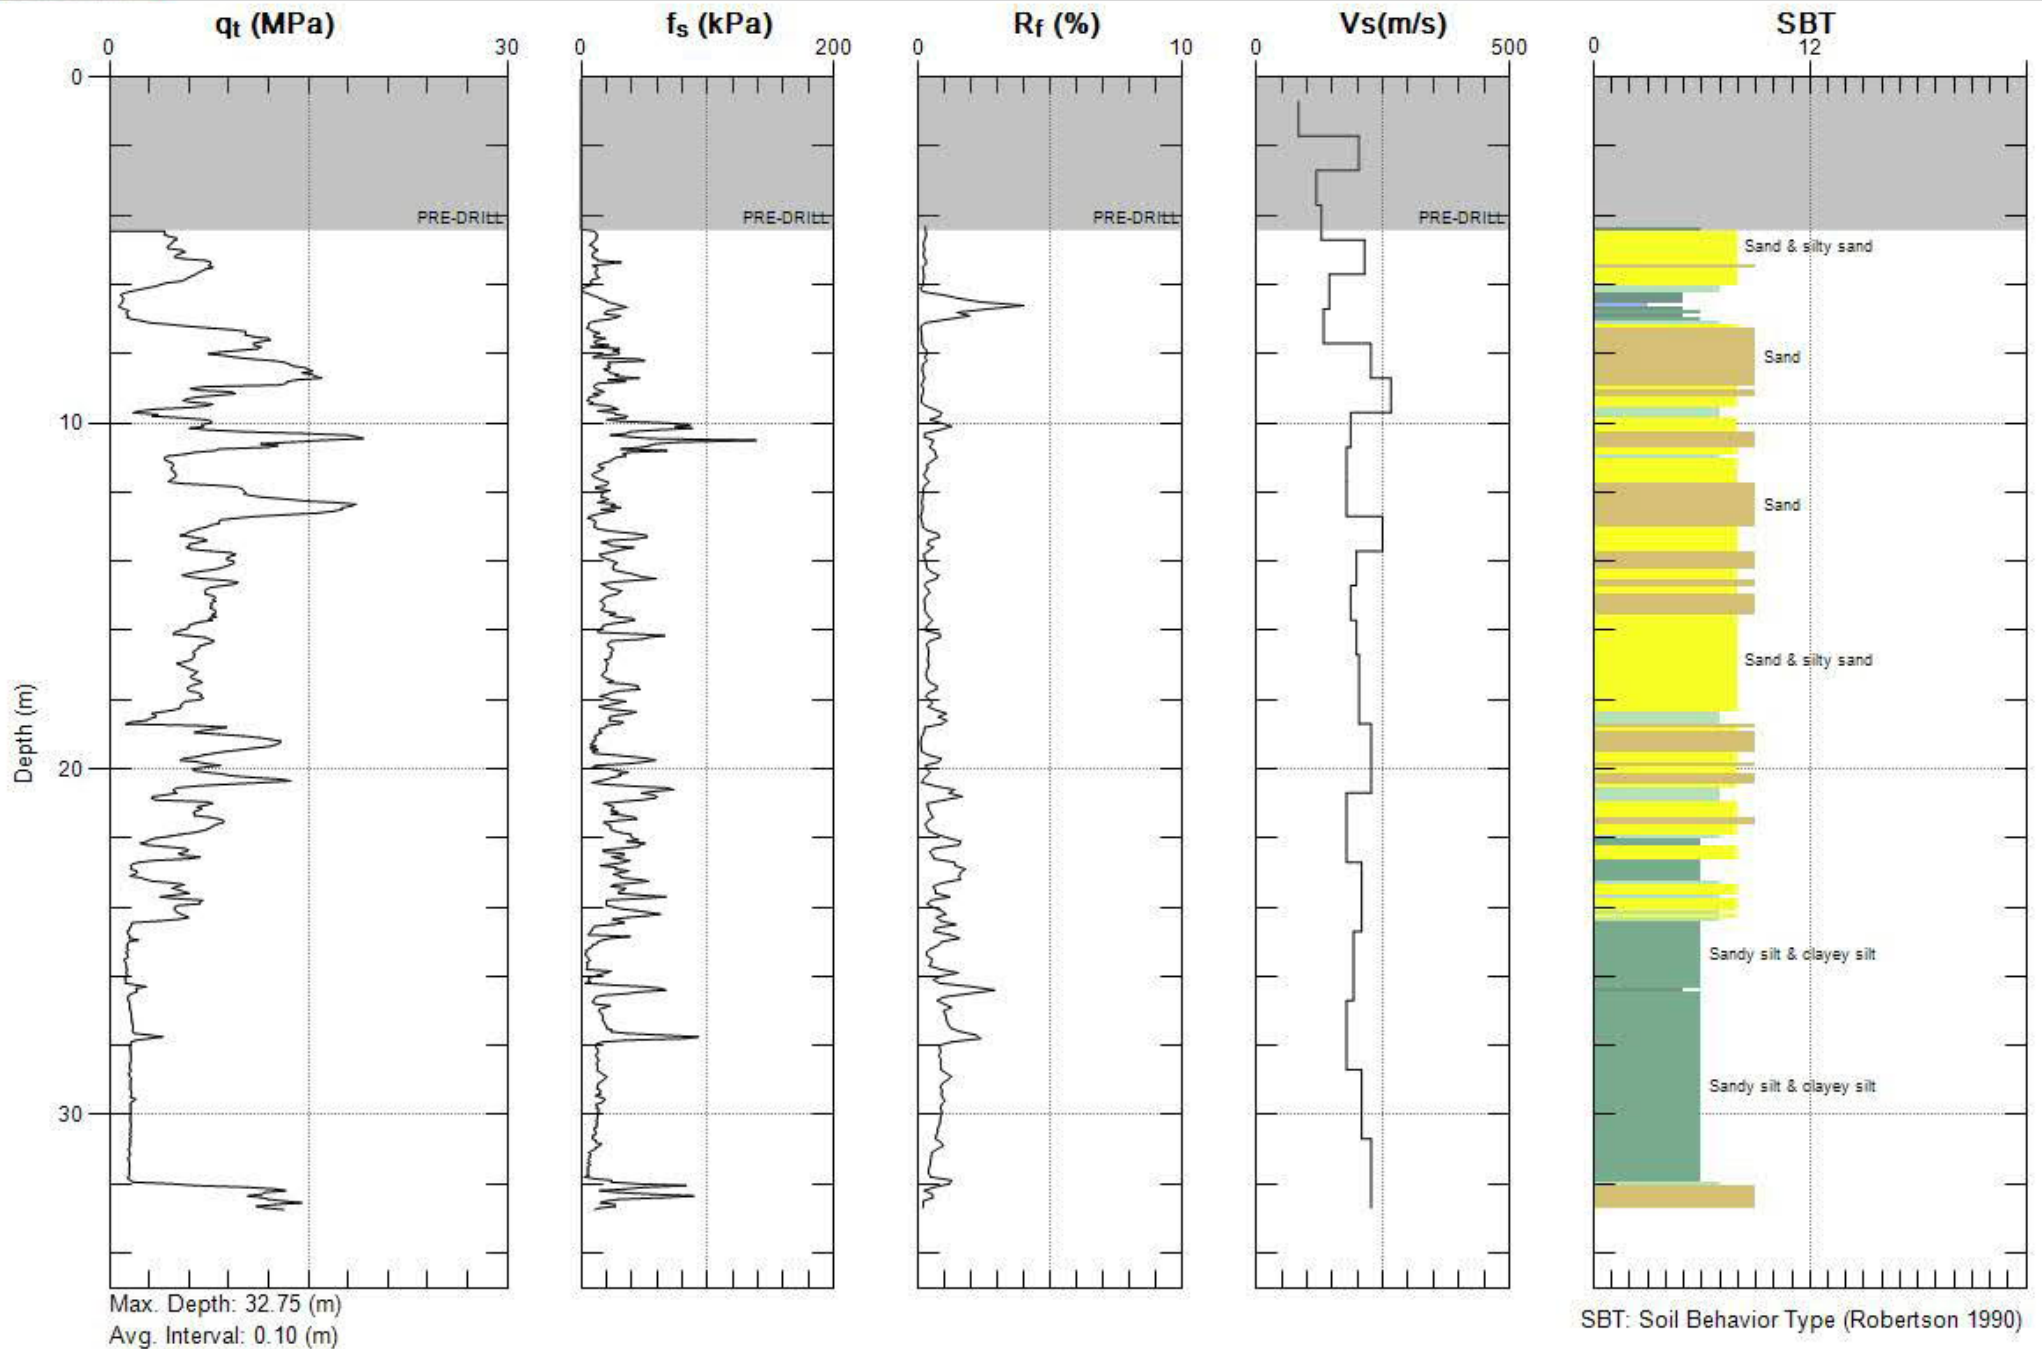 qt (MPa)
fs (kPa)
Rf (%)
Vs(m/s)
SBT
0
30
0
200
0
10
0
500
0
12
0
PRE-DRILL
PRE-DRILL
PRE-DRILL
PRE-DRILL
Sand & silty sand
Sand
10
Sand
Sand & silty sand
Depth (m)
20
Sandy silt & clayey silt
Sandy silt & clayey silt
30
Max. Depth: 32.75 (m)
Avg. Interval: 0.10 (m)
SBT: Soil Behavior Type (Robertson 1990)